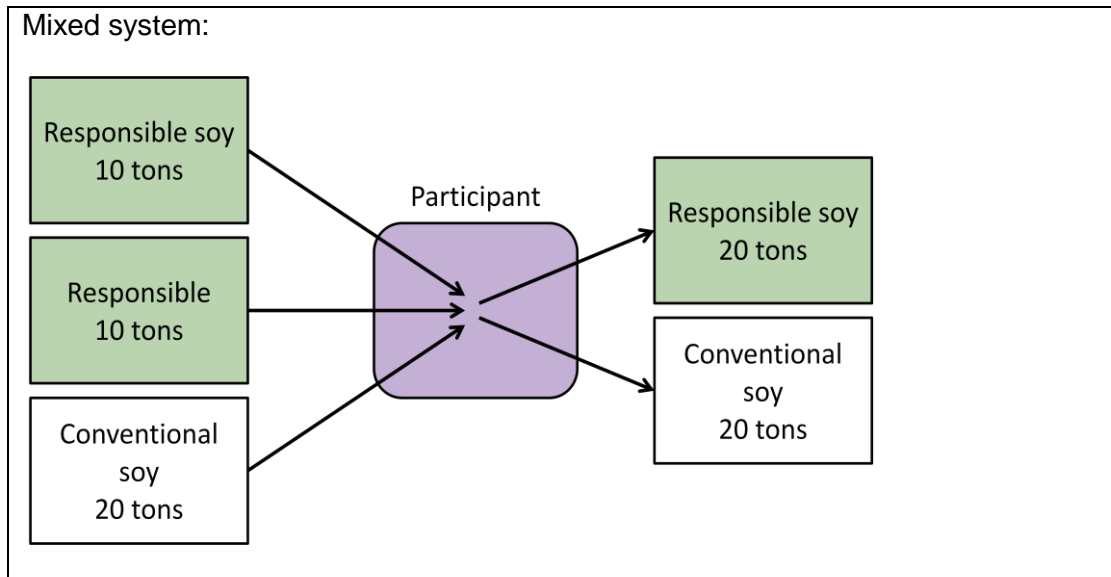 Mixed system:
Responsible soy
10 tons
Responsible
10 tons
Conventional
soy
20 tons
Participant
Responsible soy
20 tons
Conventional
soy
20 tons